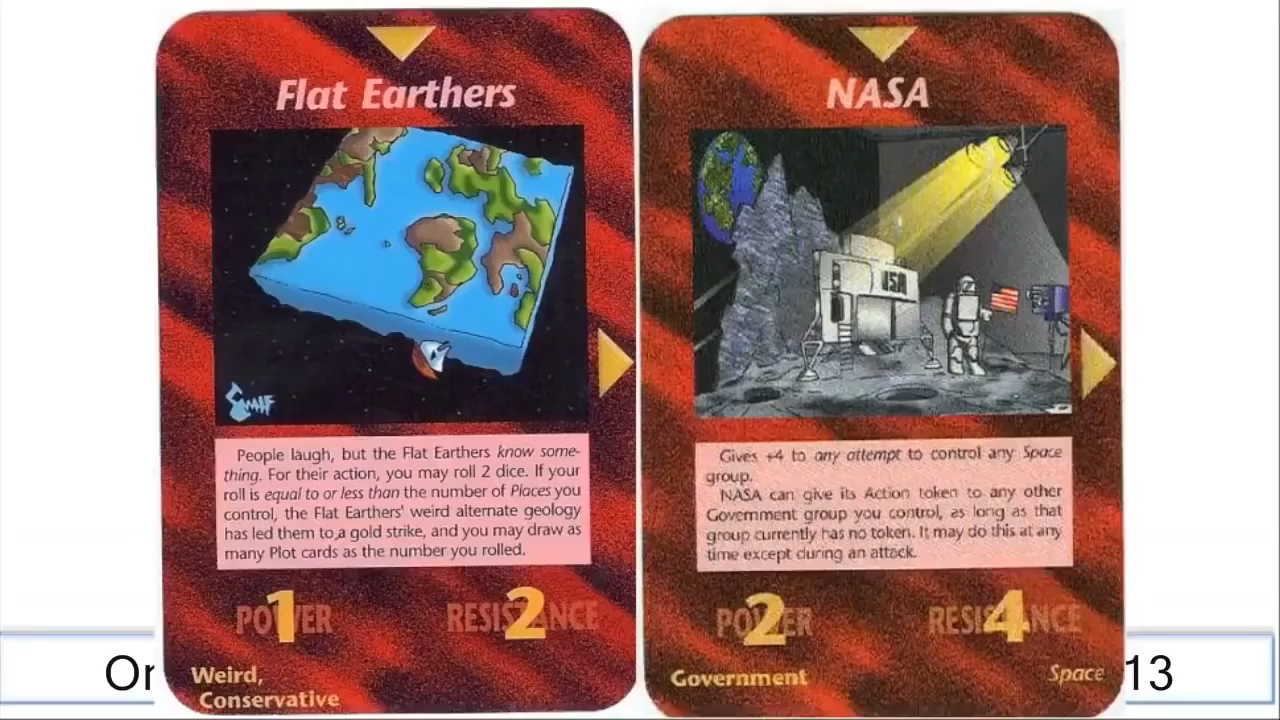 Flat Earthers
People laugh, but the Flat Earthers know some-
thing. For their action, you may roll 2 dice. If your
roll is equal to or less than the number of Places you
control, the Flat Earthers' weird alternate geology
has led them to a gold strike, and you may draw as
many Plot cards as the number you rolled.
POWER 1
RESISTANCE 2
Weird,
Conservative
NASA
USA
Gives +4 to any attempt to control any Space
group.
NASA can give its Action token to any other
Government group you control, as long as that
group currently has no token. It may do this at any
time except during an attack.
POWER 2
RESISTANCE 4
Government
Space
Or
13